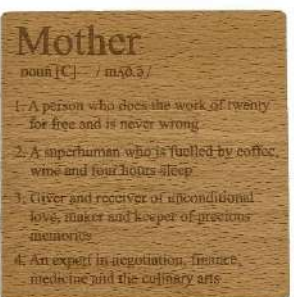 Mother
noun [C] / mʌð.ə /
1. A person who does the work of twenty
for free and is never wrong
2. A superhuman who is fuelled by coffee,
wine and four hours sleep
3. Giver and receiver of unconditional
love, maker and keeper of precious
memories
4. An expert in negotiation, finance,
medicine and the culinary arts